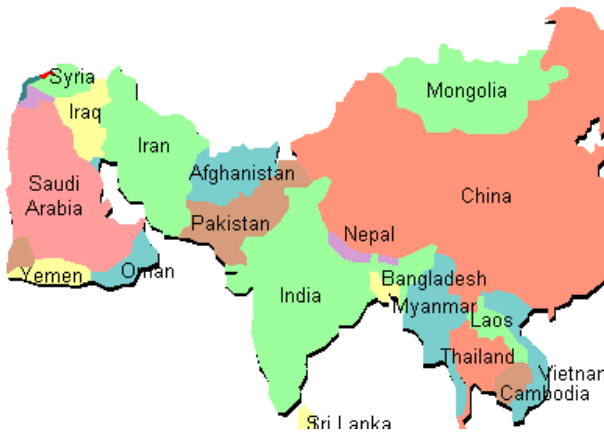 Syria
Mongolia
Iraq
Iran
Afghanistan
Saudi
Arabia
China
Pakistan
Nepal
Yemen
Oman
Bangladesh
India
Myanmar
Laos
Thailand
Vietnam
Cambodia
Sri Lanka